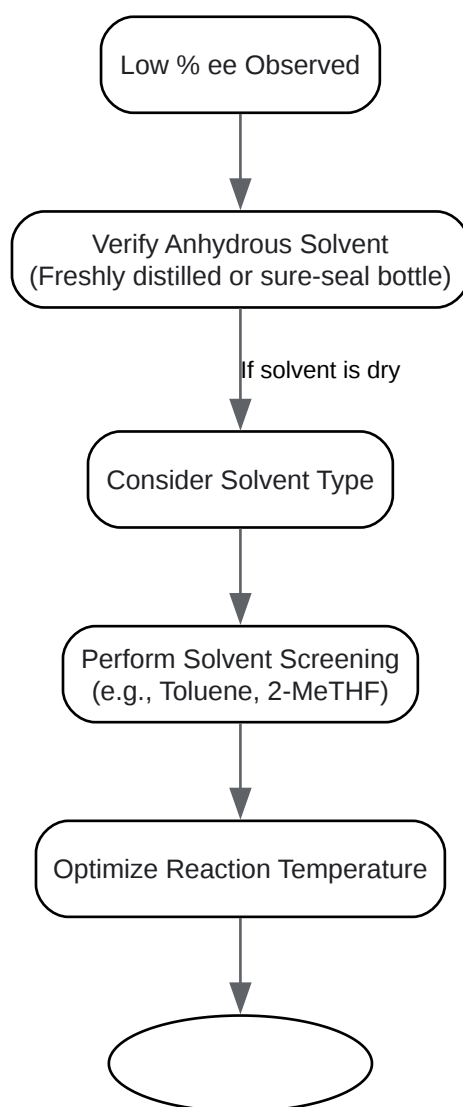 Low % ee Observed
Verify Anhydrous Solvent
(Freshly distilled or sure-seal bottle)
If solvent is dry
Consider Solvent Type
Perform Solvent Screening
(e.g., Toluene, 2-MeTHF)
Optimize Reaction Temperature